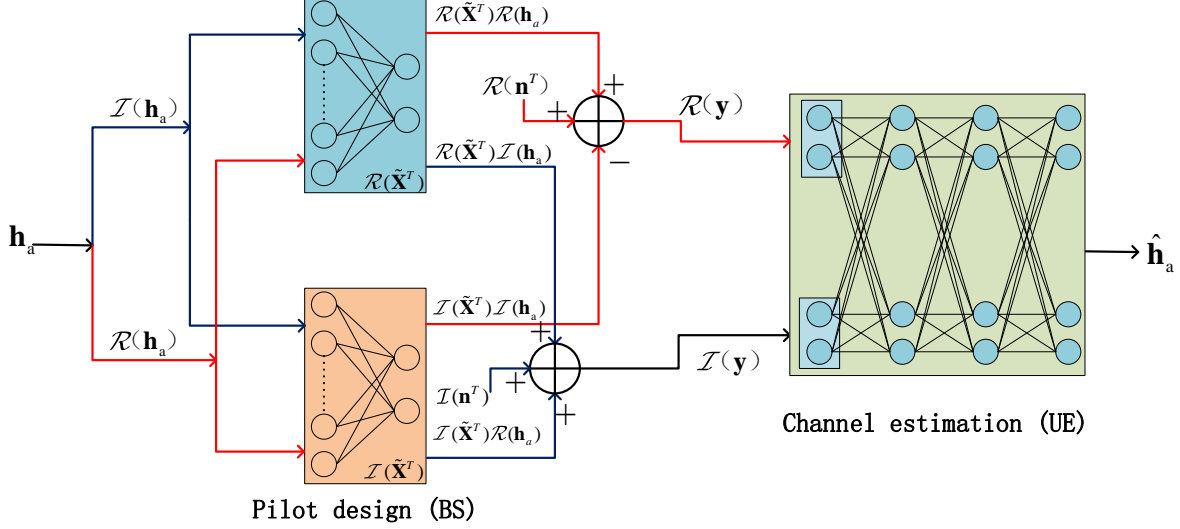 ℛ(X̃ᵀ)ℛ(hₐ)
ℐ(hₐ)
ℛ(nᵀ)
+
+
ℛ(y)
ℛ(X̃ᵀ)ℐ(hₐ)
−
ℛ(X̃ᵀ)
hₐ
ĥₐ
ℐ(X̃ᵀ)ℐ(hₐ)
ℛ(hₐ)
+
+
ℐ(y)
ℐ(nᵀ)
+
ℐ(X̃ᵀ)ℛ(hₐ)
ℐ(X̃ᵀ)
Channel estimation (UE)
Pilot design (BS)